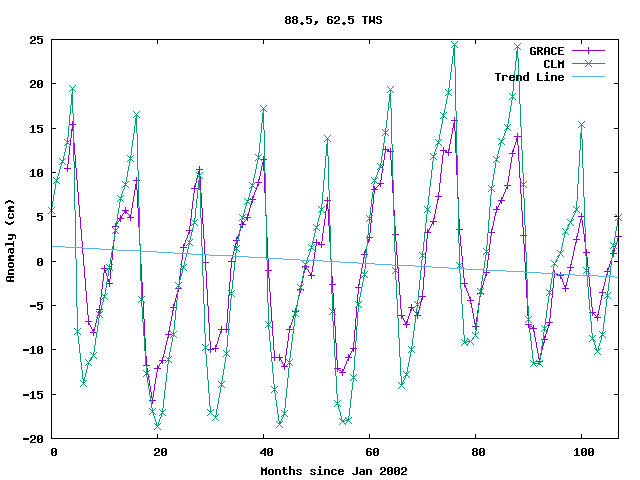 88.5, 62.5 TWS
25
20
15
10
5
0
-5
-10
-15
-20
Anomaly (cm)
GRACE
CLM
Trend Line
0 20 40 60 80 100
Months since Jan 2002